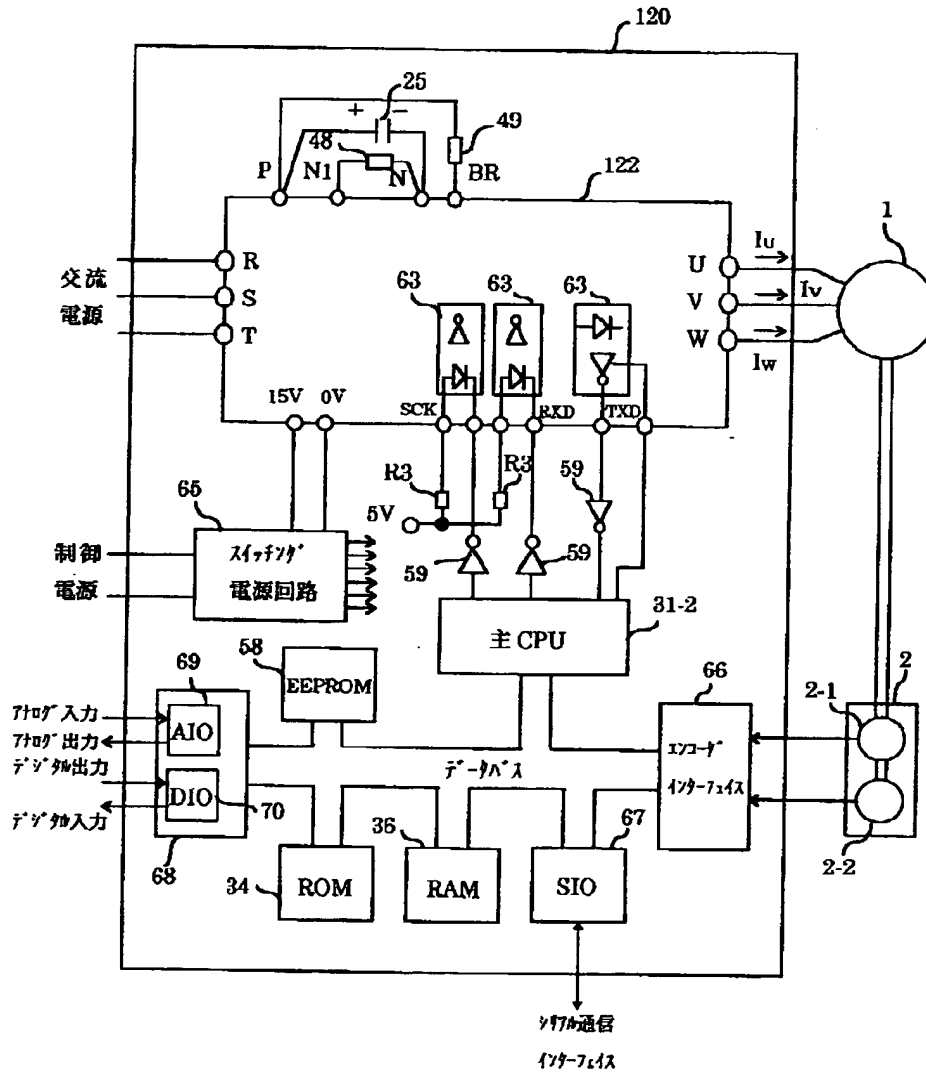 120
25
+ −
49
48
P
N1
N
BR
122
1
R
S
T
交流
電源
U
V
W
Iu
Iv
Iw
63
63
63
15V
0V
SCK
RXD
TXD
R3
R3
5V
59
59
59
65
制御
電源
スイッチング
電源回路
主CPU
31-2
58
EEPROM
66
2
2-1
2-2
69
AIO
アナログ入力
アナログ出力
デジタル出力
デジタル入力
DIO
70
68
データバス
エンコーダ
インターフェイス
34
ROM
36
RAM
67
SIO
シリアル通信
インターフェイス